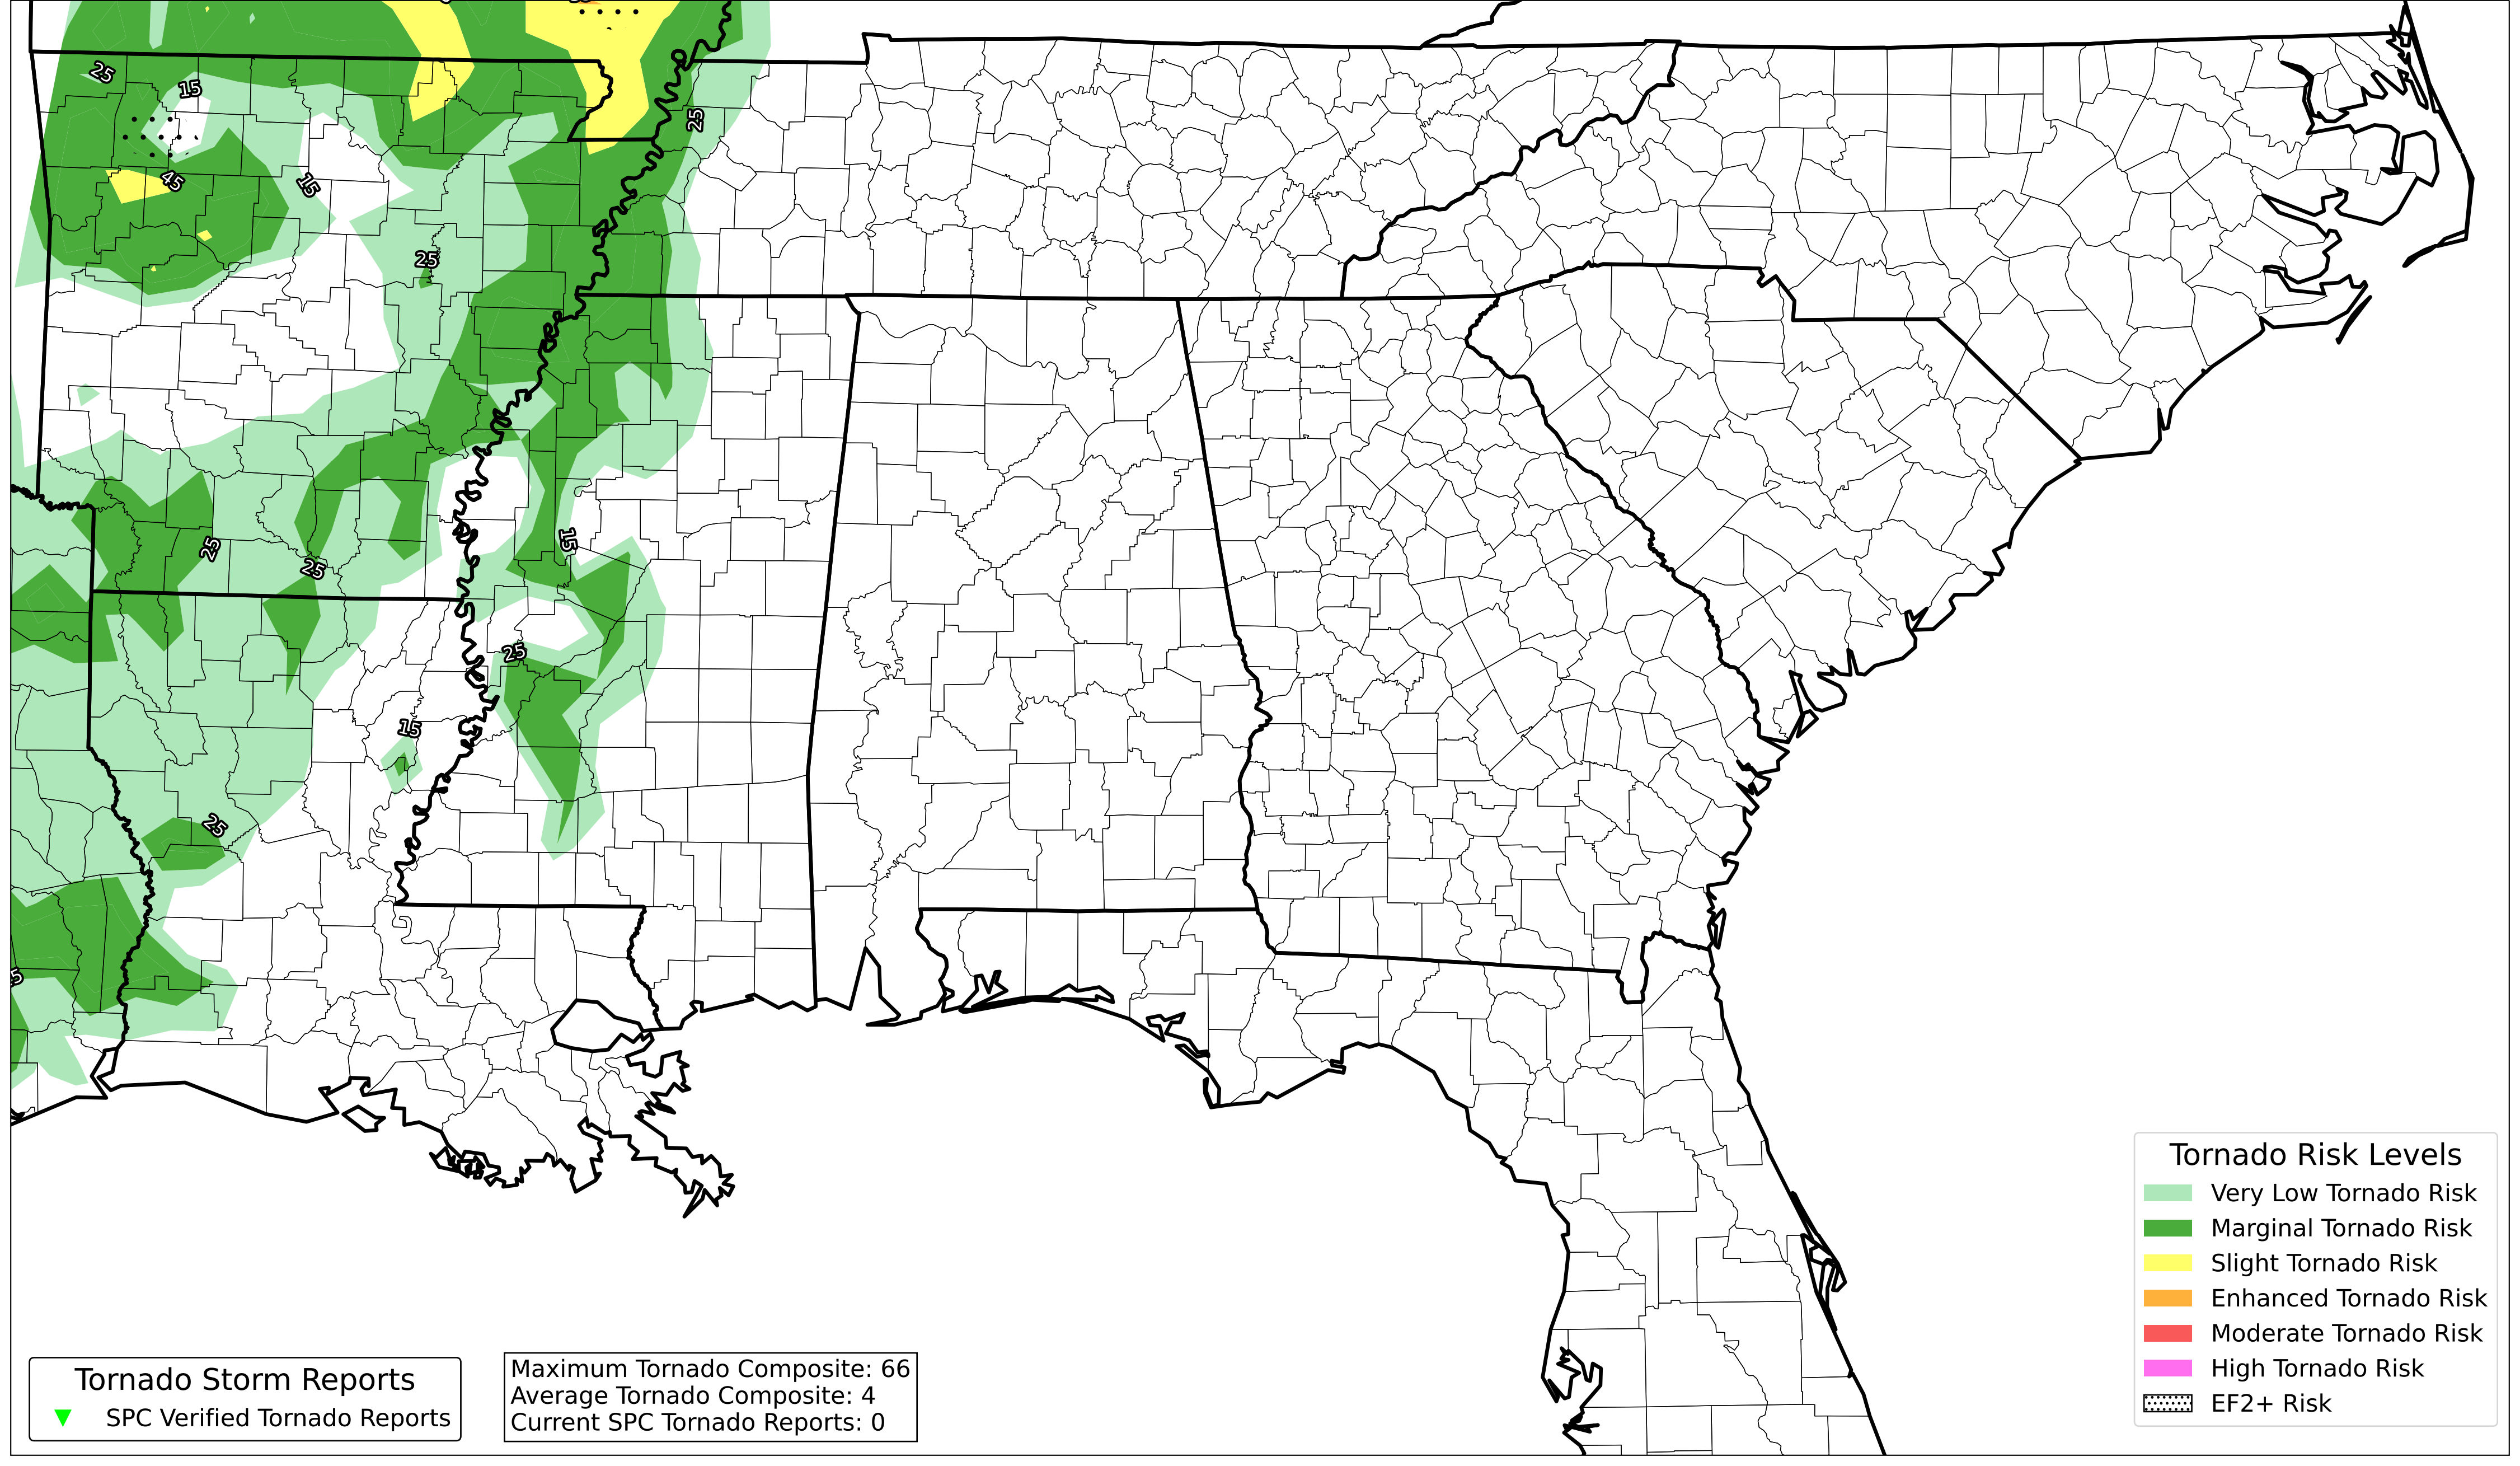 25
15
25
45
15
25
15
25
25
25
15
25
Tornado Risk Levels
Very Low Tornado Risk
Marginal Tornado Risk
Slight Tornado Risk
Enhanced Tornado Risk
Moderate Tornado Risk
High Tornado Risk
EF2+ Risk
Tornado Storm Reports
SPC Verified Tornado Reports
Maximum Tornado Composite: 66
Average Tornado Composite: 4
Current SPC Tornado Reports: 0